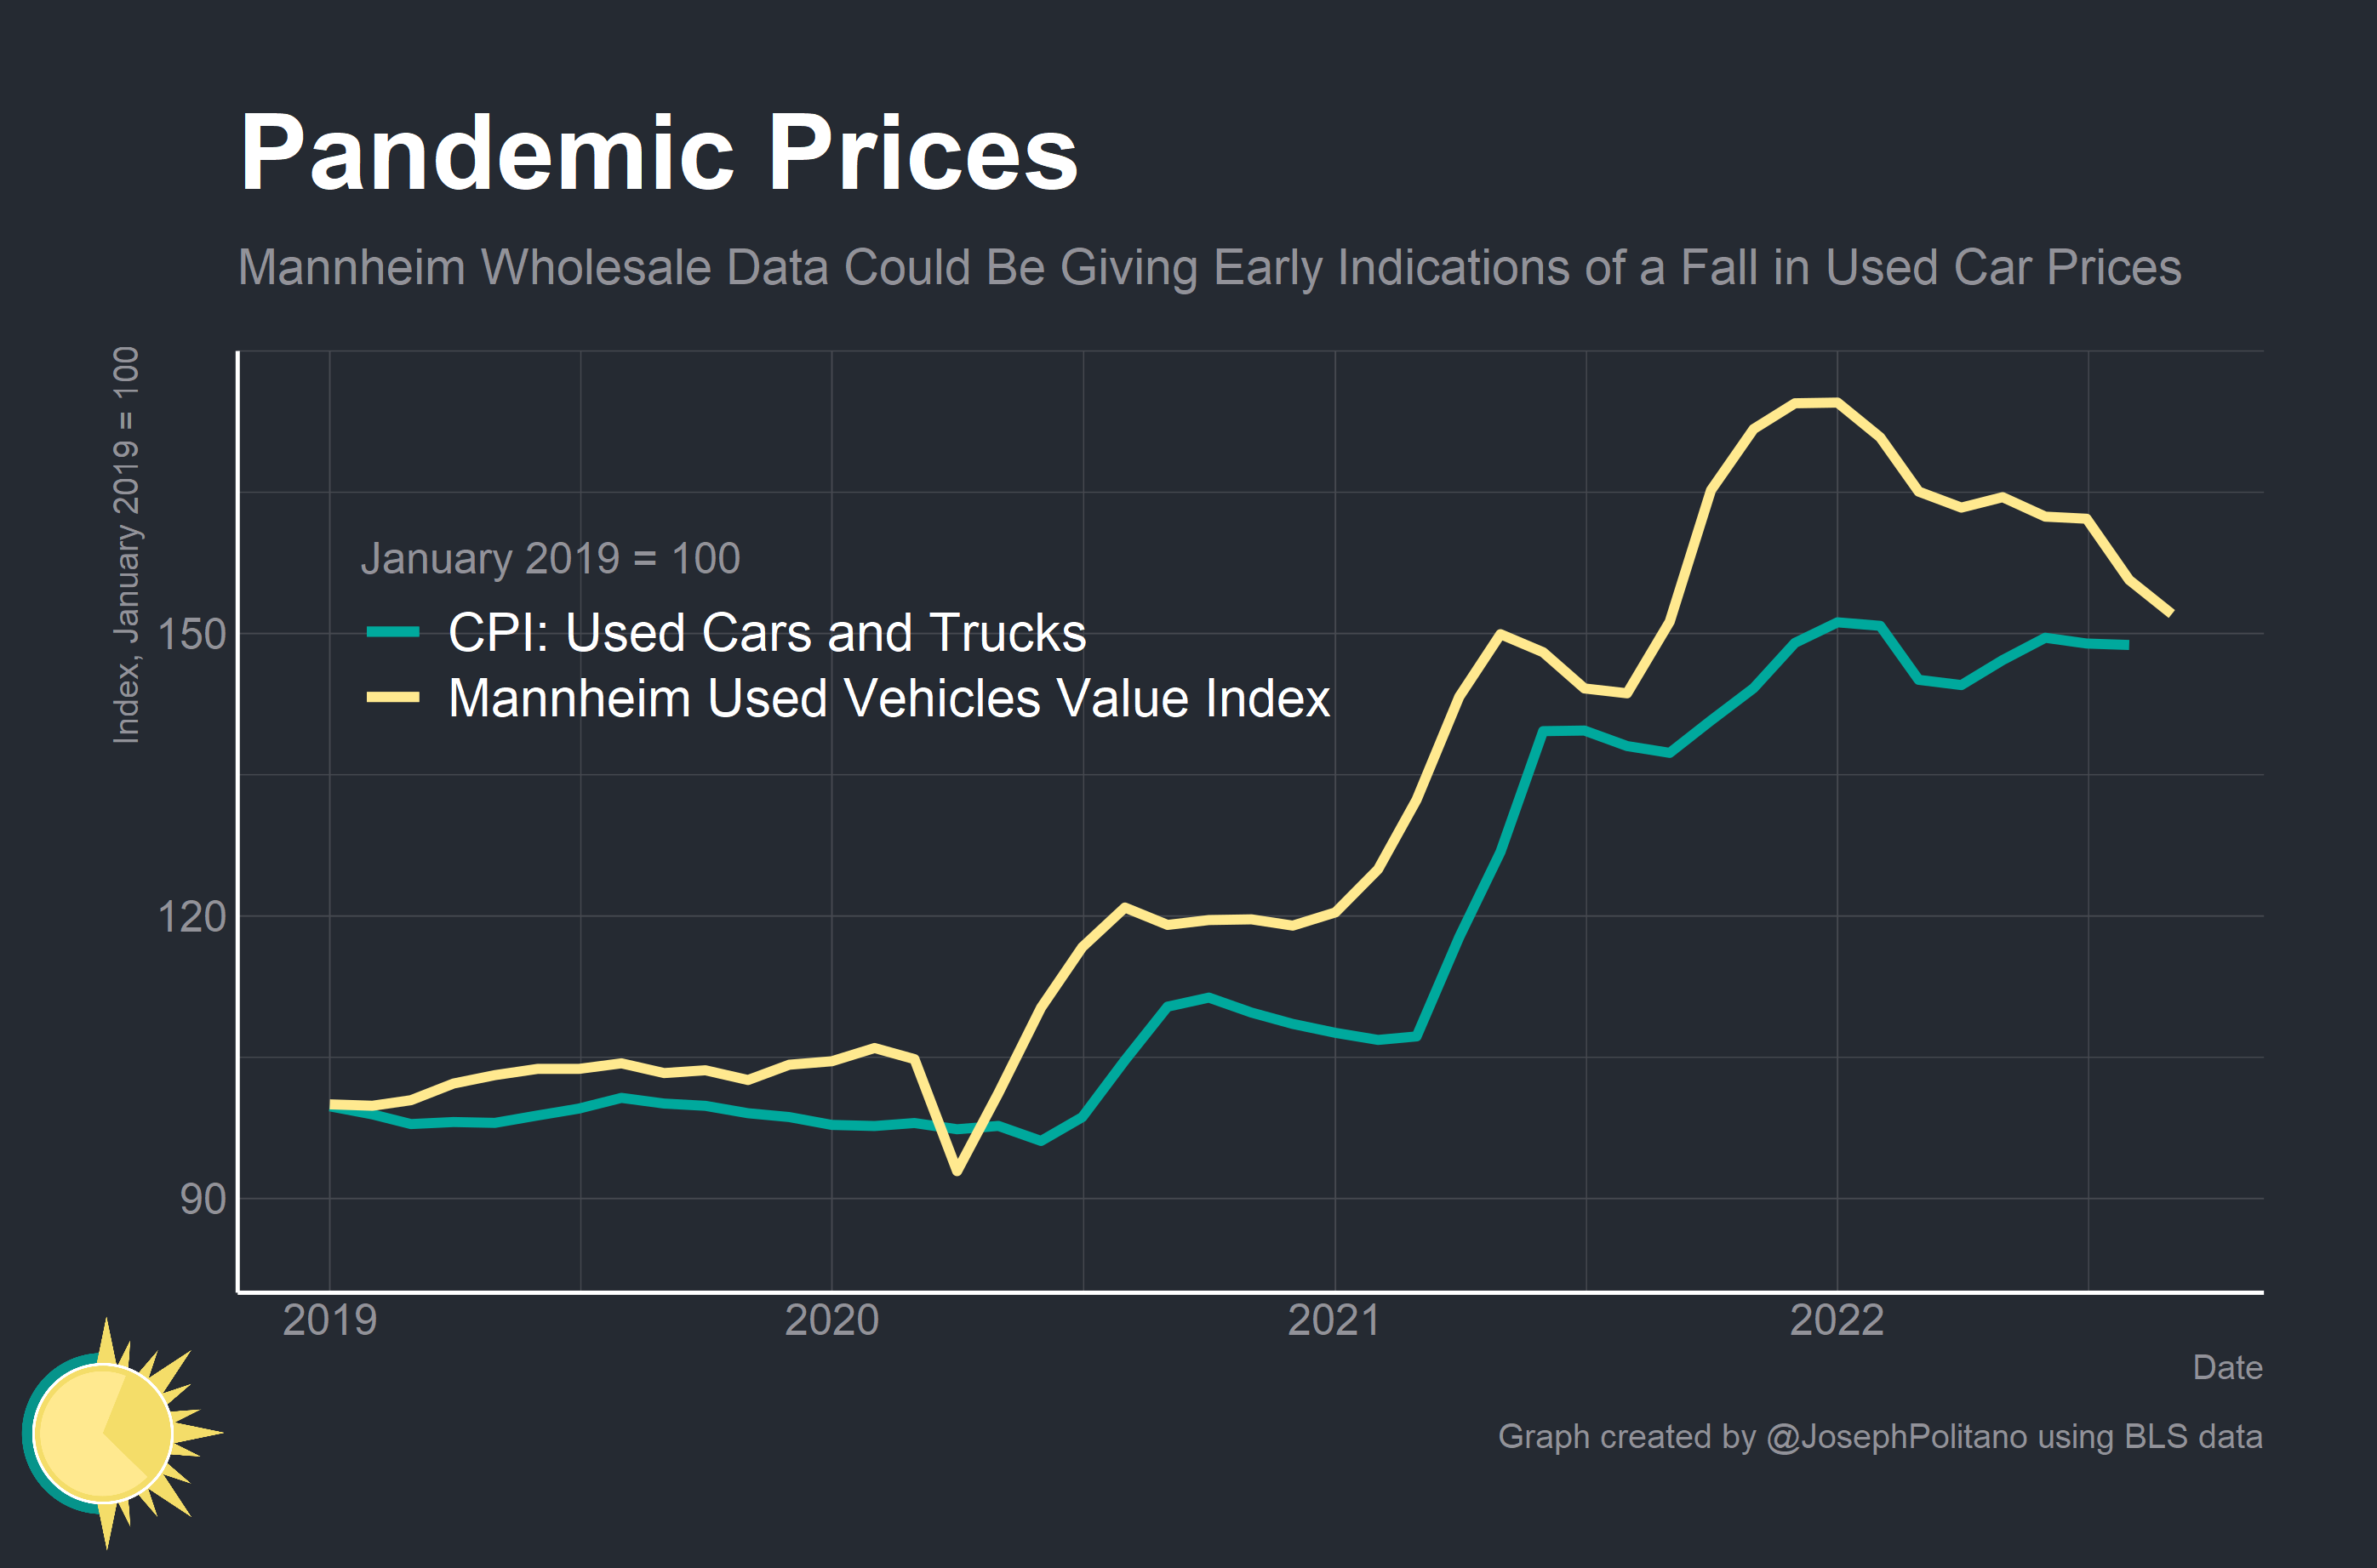 Pandemic Prices
Mannheim Wholesale Data Could Be Giving Early Indications of a Fall in Used Car Prices
Index, January 2019 = 100
January 2019 = 100
CPI: Used Cars and Trucks
Mannheim Used Vehicles Value Index
150
120
90
2019 2020 2021 2022
Date
Graph created by @JosephPolitano using BLS data